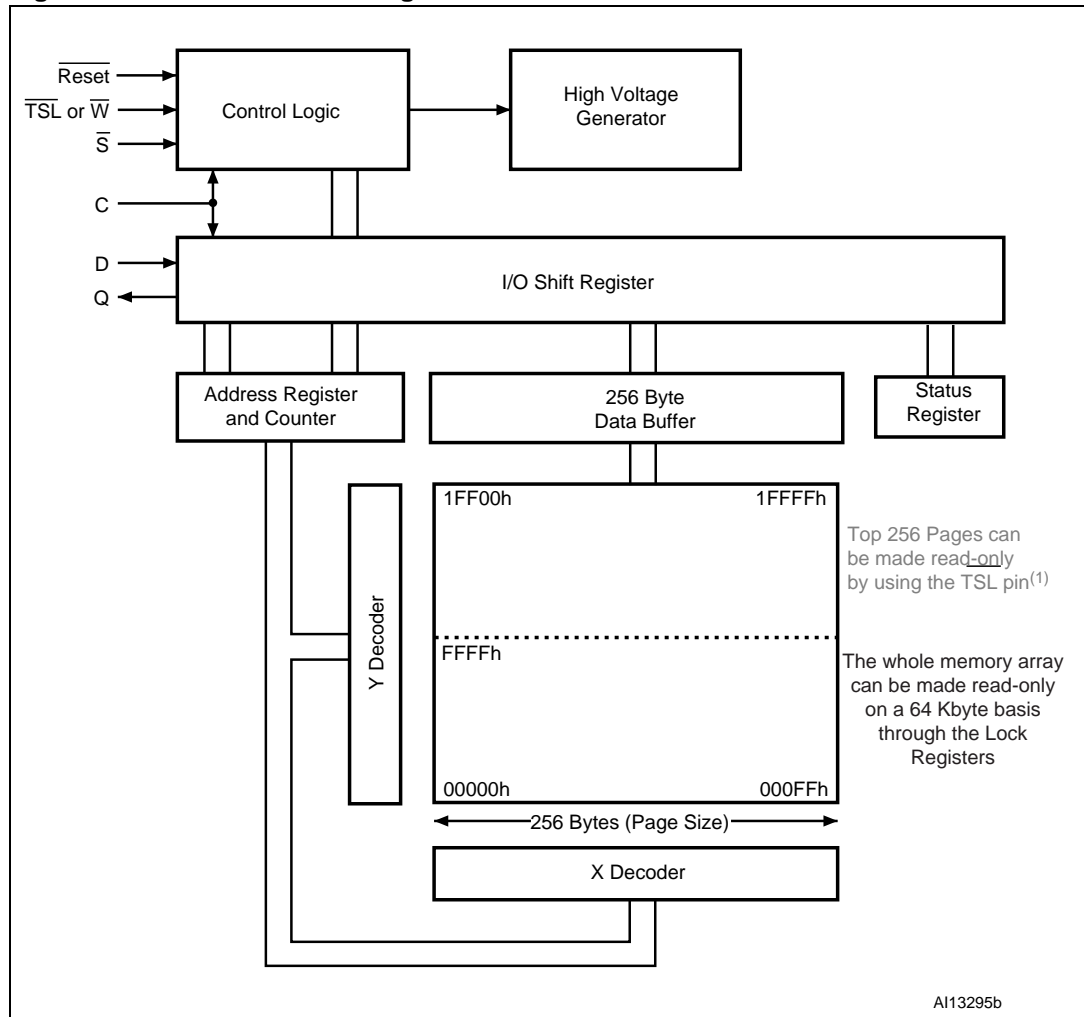 Reset
TSL or W
S
C
D
Q
Control Logic
High Voltage
Generator
I/O Shift Register
Address Register
and Counter
256 Byte
Data Buffer
Status
Register
Y Decoder
1FF00h
1FFFFh
FFFFh
00000h
000FFh
256 Bytes (Page Size)
X Decoder
Top 256 Pages can
be made read-only
by using the TSL pin(1)
The whole memory array
can be made read-only
on a 64 Kbyte basis
through the Lock
Registers
AI13295b